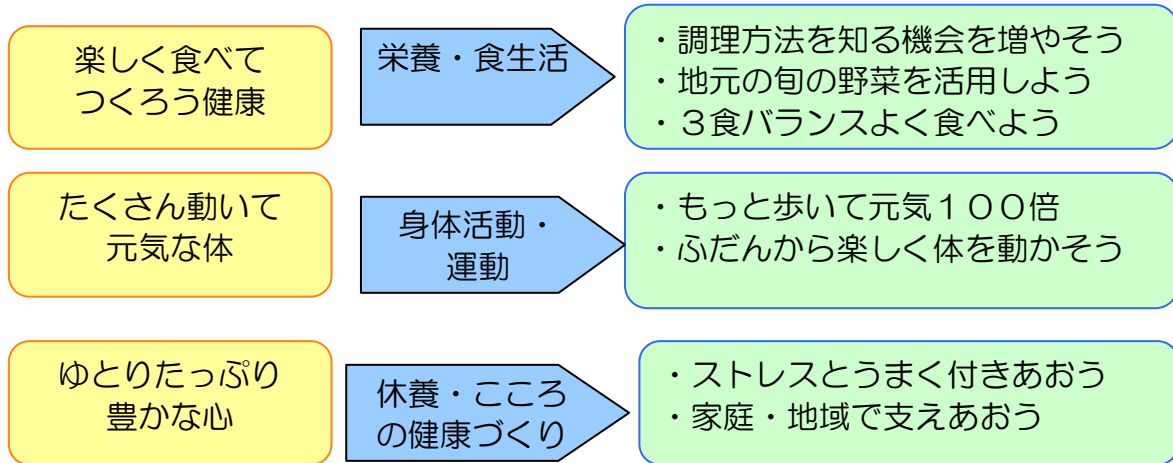 楽しく食べて
つくろう健康
栄養・食生活
・調理方法を知る機会を増やそう
・地元の旬の野菜を活用しよう
・３食バランスよく食べよう
たくさん動いて
元気な体
身体活動・
運動
・もっと歩いて元気１００倍
・ふだんから楽しく体を動かそう
ゆとりたっぷり
豊かな心
休養・こころ
の健康づくり
・ストレスとうまく付きあおう
・家庭・地域で支えあおう